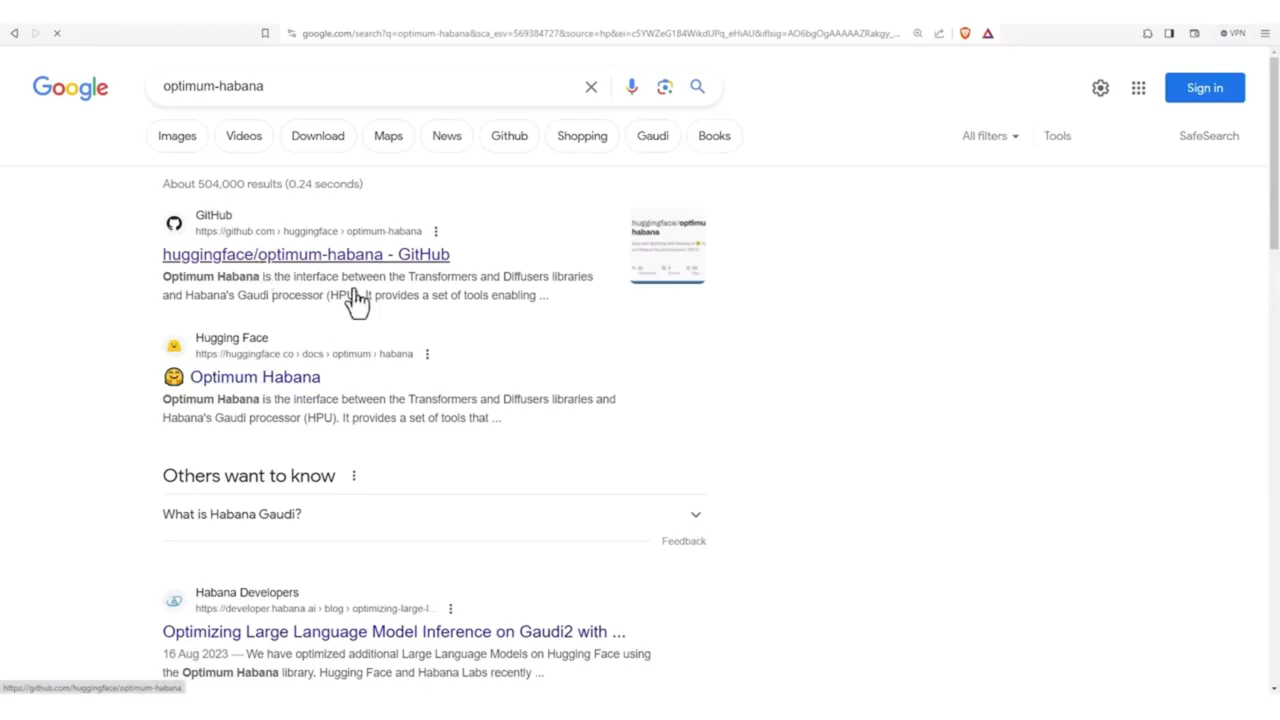 google.com/search?q=optimum-habana&sca_esv=569384727&source=hp&ei=c5YWZeG1B4WikdUPq_eHiAU&iflsig=AO6bgOgAAAAAZRakgy_...
VPN
Google
optimum-habana
Sign in
Images
Videos
Download
Maps
News
Github
Shopping
Gaudi
Books
All filters
Tools
SafeSearch
About 504,000 results (0.24 seconds)
GitHub
https://github.com › huggingface › optimum-habana
huggingface/optimum-habana - GitHub
Optimum Habana is the interface between the Transformers and Diffusers libraries
and Habana's Gaudi processor (HPU). It provides a set of tools enabling ...
huggingface/optimu
habana
Hugging Face
https://huggingface.co › docs › optimum › habana
Optimum Habana
Optimum Habana is the interface between the Transformers and Diffusers libraries and
Habana's Gaudi processor (HPU). It provides a set of tools that ...
Others want to know
What is Habana Gaudi?
Feedback
Habana Developers
https://developer.habana.ai › blog › optimizing-large-l...
Optimizing Large Language Model Inference on Gaudi2 with ...
16 Aug 2023 — We have optimized additional Large Language Models on Hugging Face using
the Optimum Habana library. Hugging Face and Habana Labs recently ...
https://github.com/huggingface/optimum-habana